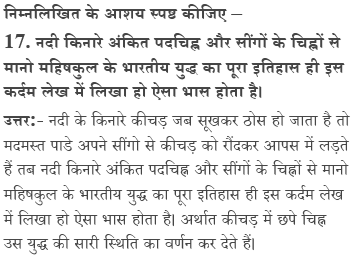 निम्नलिखित के आशय स्पष्ट कीजिए –
17. नदी किनारे अंकित पदचिह्न और सींगों के चिह्नों से
मानो महिषकुल के भारतीय युद्ध का पूरा इतिहास ही इस
कर्दम लेख में लिखा हो ऐसा भास होता है।
उत्तर:- नदी के किनारे कीचड़ जब सूखकर ठोस हो जाता है तो
मदमस्त पाडे अपने सींगो से कीचड़ को रौंदकर आपस में लड़ते
हैं तब नदी किनारे अंकित पदचिह्न और सींगों के चिह्नों से मानो
महिषकुल के भारतीय युद्ध का पूरा इतिहास ही इस कर्दम लेख
में लिखा हो ऐसा भास होता है। अर्थात कीचड़ में छपे चिह्न
उस युद्ध की सारी स्थिति का वर्णन कर देते हैं।